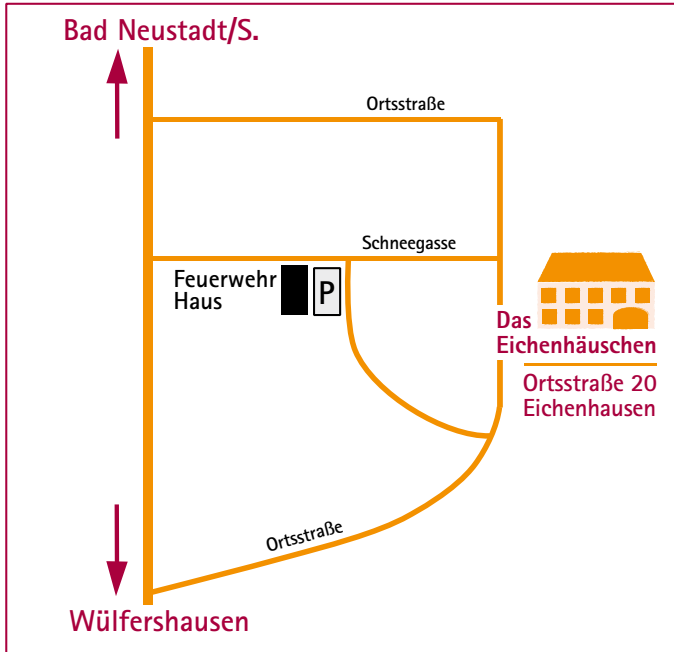 Bad Neustadt/S.
Ortsstraße
Schneegasse
Feuerwehr
Haus
P
Das
Eichenhäuschen
Ortsstraße 20
Eichenhausen
Ortsstraße
Wülfershausen